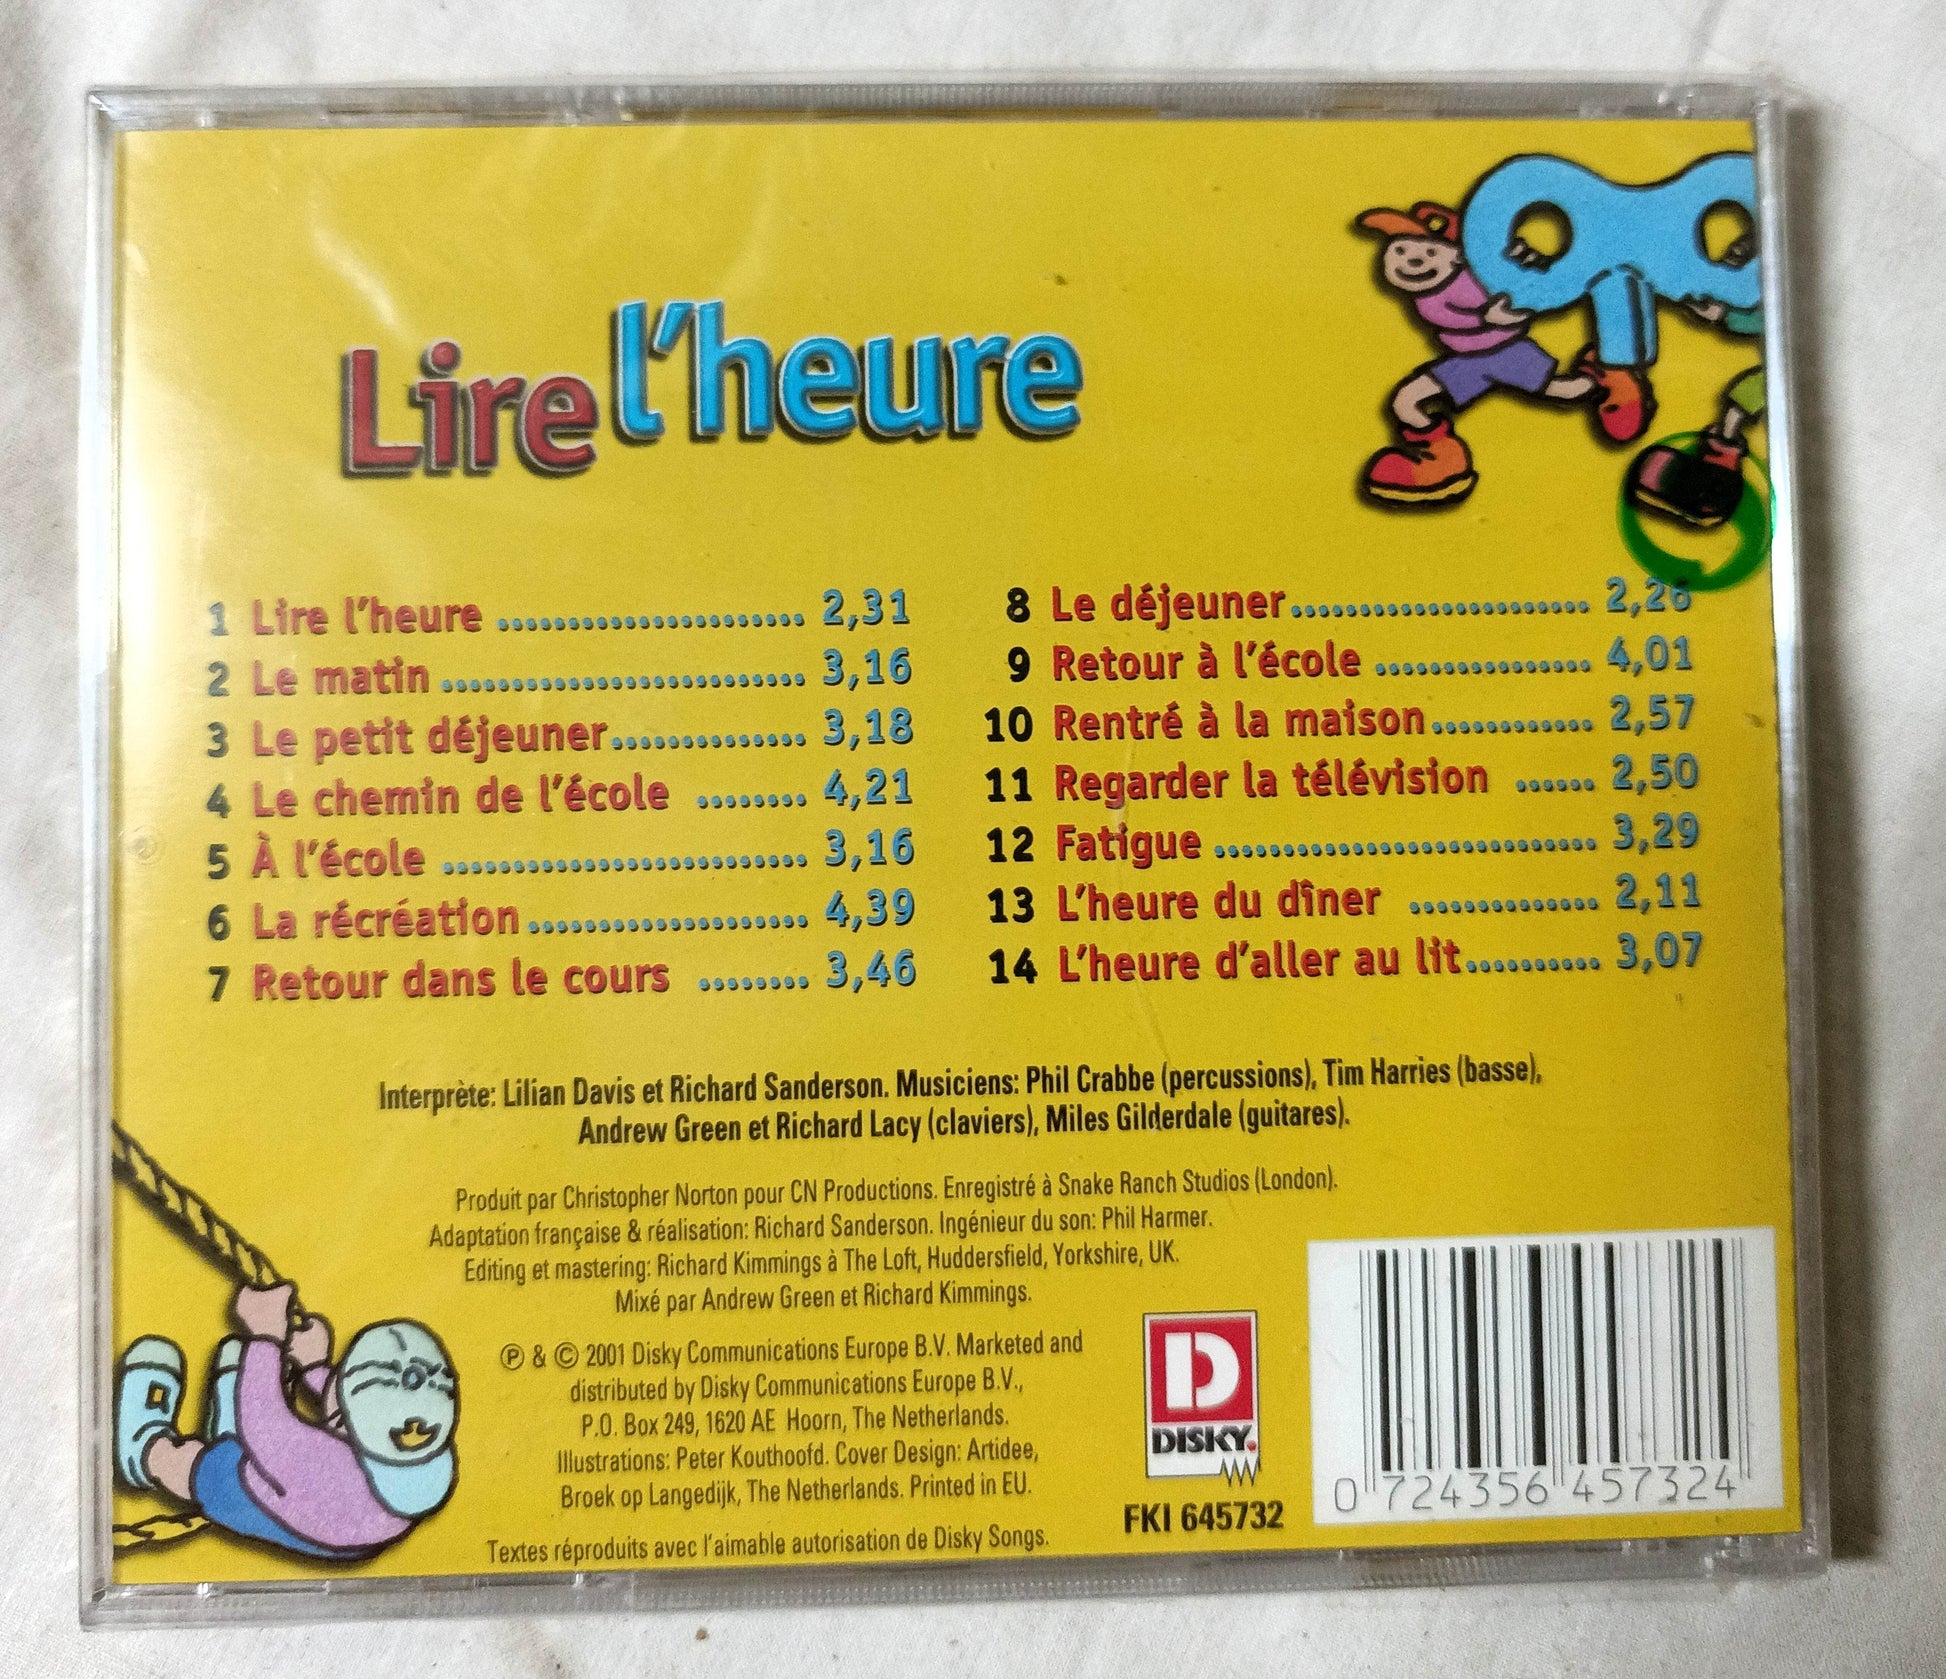 Lire l'heure
1 Lire l'heure ...................... 2,31
2 Le matin .......................... 3,16
3 Le petit déjeuner.............. 3,18
4 Le chemin de l'école ........ 4,21
5 À l'école .......................... 3,16
6 La récréation.................... 4,39
7 Retour dans le cours ........ 3,46
8 Le déjeuner...................... 2,26
9 Retour à l'école ................ 4,01
10 Rentré à la maison............ 2,57
11 Regarder la télévision ...... 2,50
12 Fatigue ............................ 3,29
13 L'heure du dîner .............. 2,11
14 L'heure d'aller au lit.......... 3,07
Interprète: Lilian Davis et Richard Sanderson. Musiciens: Phil Crabbe (percussions), Tim Harries (basse),
Andrew Green et Richard Lacy (claviers), Miles Gilderdale (guitares).
Produit par Christopher Norton pour CN Productions. Enregistré à Snake Ranch Studios (London).
Adaptation française & réalisation: Richard Sanderson. Ingénieur du son: Phil Harmer.
Editing et mastering: Richard Kimmings à The Loft, Huddersfield, Yorkshire, UK.
Mixé par Andrew Green et Richard Kimmings.
℗ & © 2001 Disky Communications Europe B.V. Marketed and
distributed by Disky Communications Europe B.V.,
P.O. Box 249, 1620 AE Hoorn, The Netherlands.
Illustrations: Peter Kouthoofd. Cover Design: Artidee,
Broek op Langedijk, The Netherlands. Printed in EU.
Textes réproduits avec l'aimable autorisation de Disky Songs.
D
DISKY.
FKI 645732
0 724356 457324